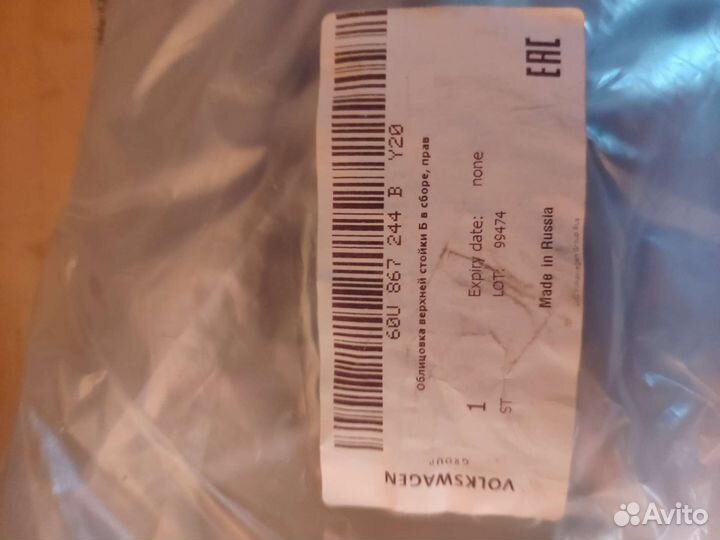 60U 867 244 B Y20
Облицовка верхней стойки Б в сборе, прав
1
ST
Expiry date: none
LOT: 99474
Made in Russia
VOLKSWAGEN
GROUP
EAC
Avito